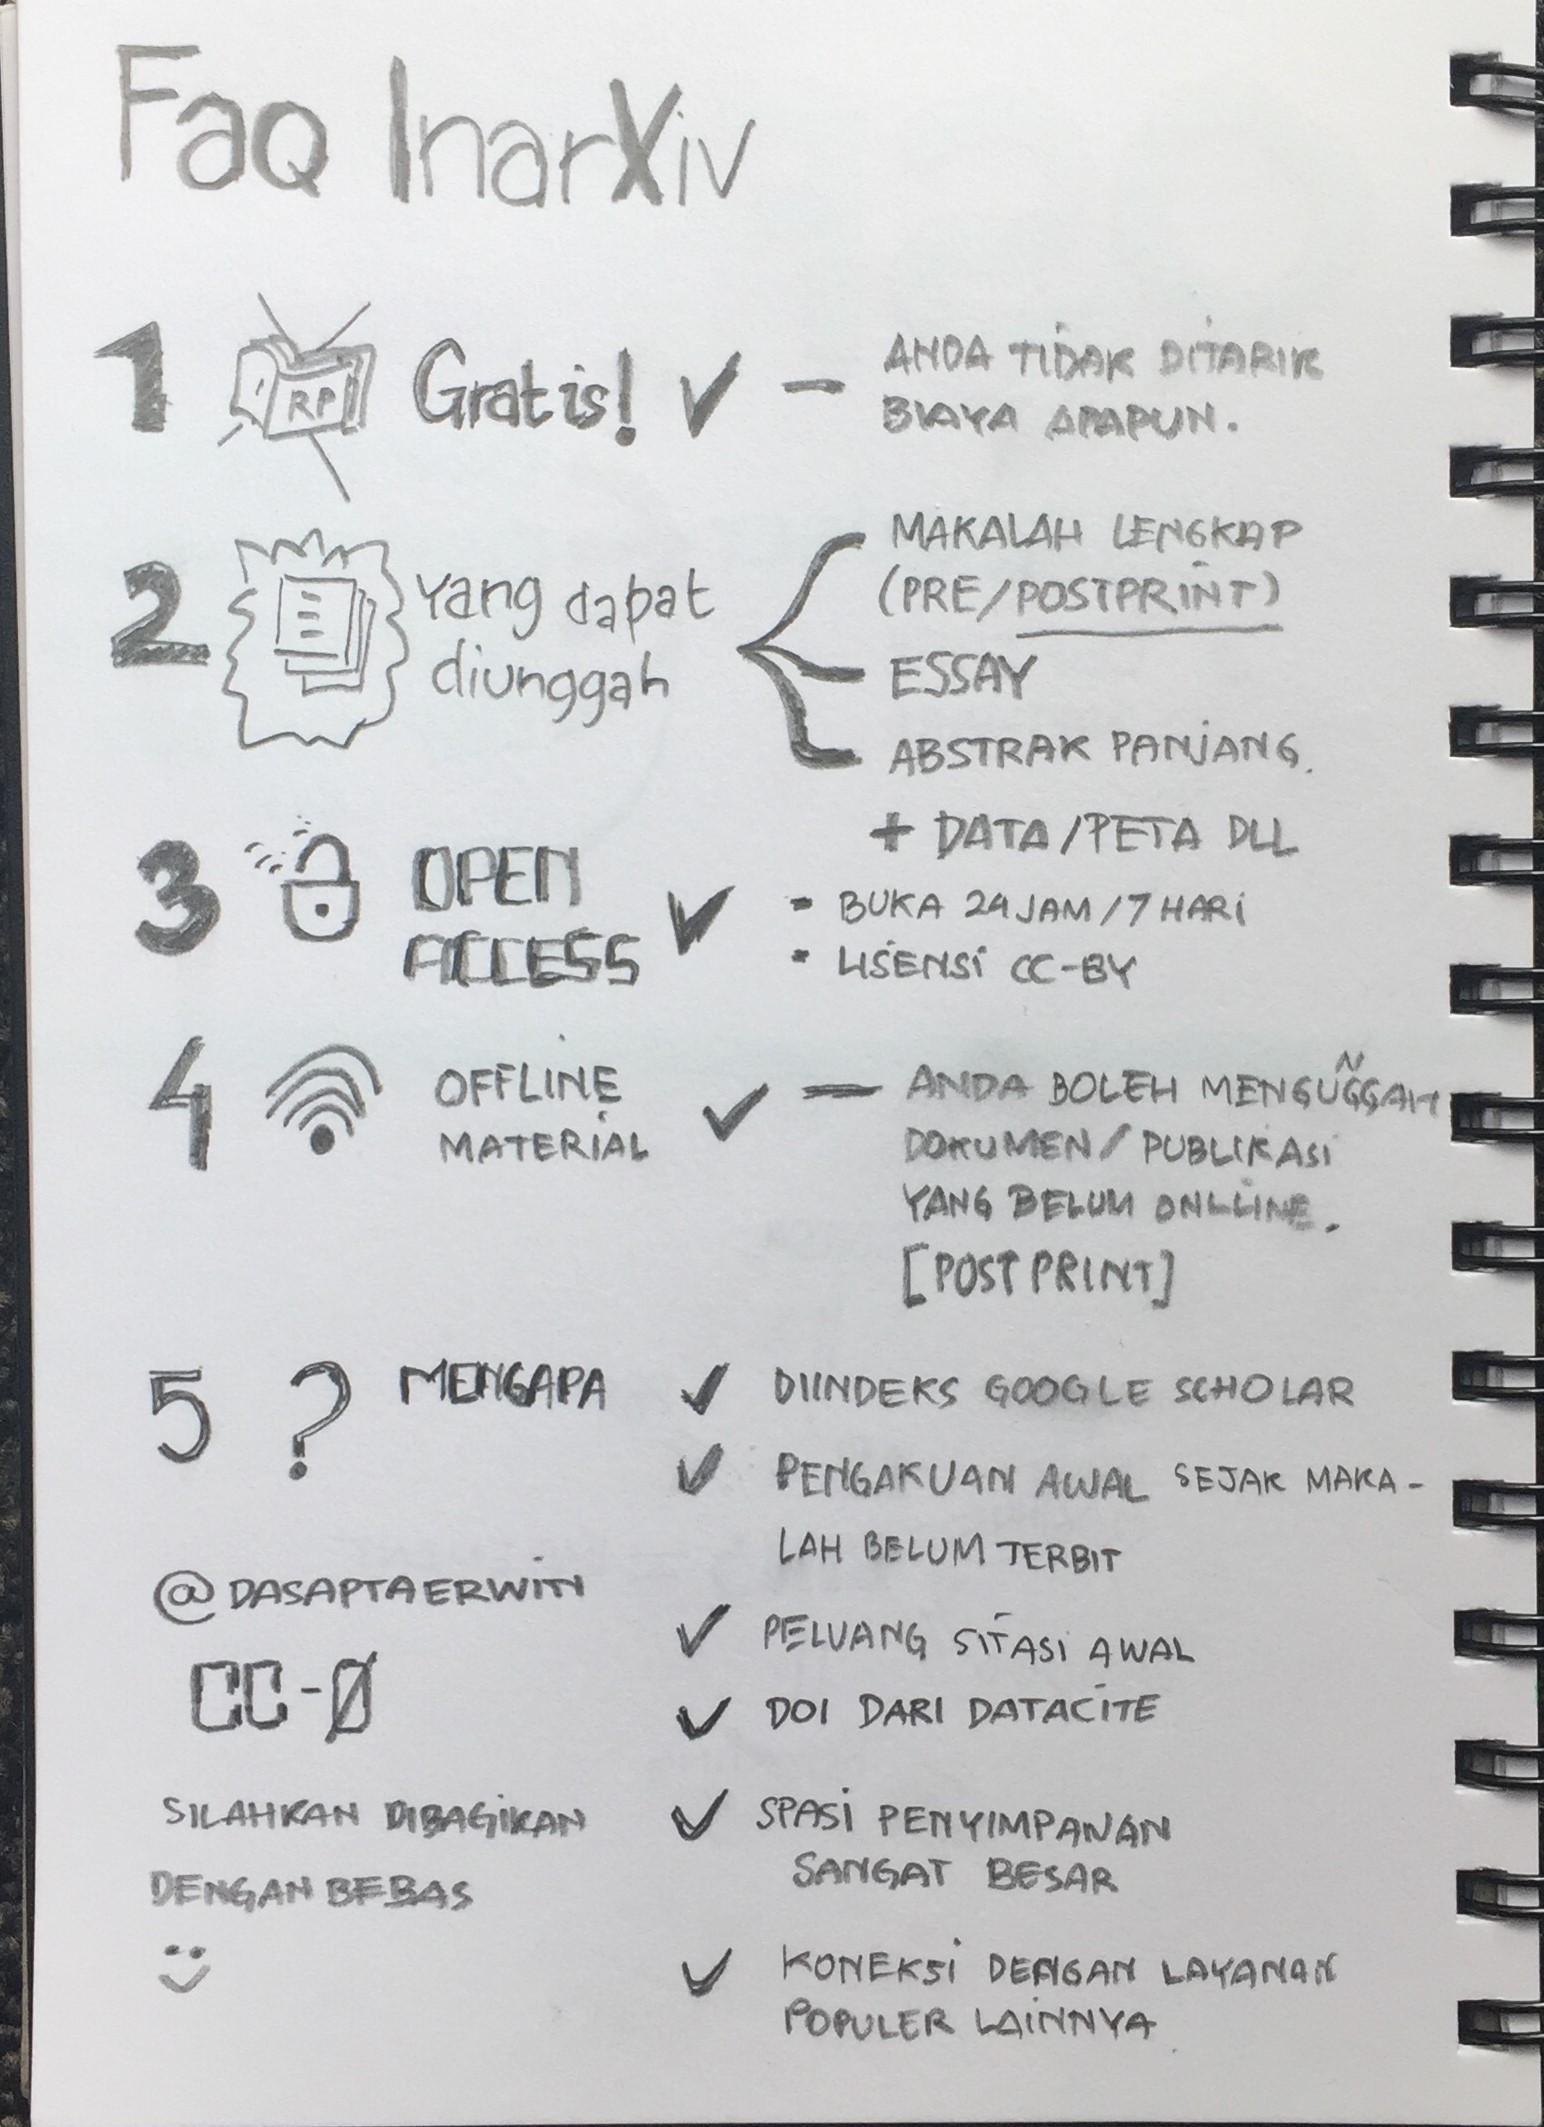 Faq InarXiv
1 RP Gratis! ✓ — ANDA TIDAK DITARIK
BIAYA APAPUN.
2 Yang dapat
diunggah
MAKALAH LENGKAP
(PRE/POSTPRINT)
ESSAY
ABSTRAK PANJANG.
+ DATA/PETA DLL
3 OPEN
ACCESS ✓
- BUKA 24 JAM/7 HARI
• LISENSI CC-BY
4 OFFLINE
MATERIAL ✓ —
ANDA BOLEH MENGUNGGAH
DOKUMEN/PUBLIKASI
YANG BELUM ONLLINE.
[POSTPRINT]
5 ? MENGAPA
✓ DIINDEKS GOOGLE SCHOLAR
✓ PENGAKUAN AWAL SEJAK MAKA-
LAH BELUM TERBIT
✓ PELUANG SITASI AWAL
✓ DOI DARI DATACITE
✓ SPASI PENYIMPANAN
SANGAT BESAR
✓ KONEKSI DENGAN LAYANAN
POPULER LAINNYA
@DASAPTAERWIN
CC-Ø
SILAHKAN DIBAGIKAN
DENGAN BEBAS